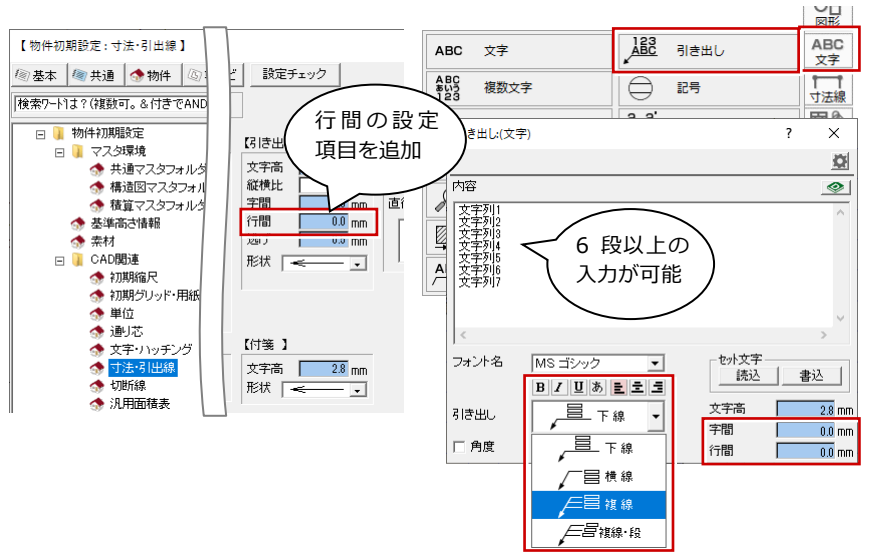 【 物件初期設定 : 寸法・引出線 】
基本
共通
物件
設定チェック
検索ワードは？(複数可。& 付きでAND
物件初期設定
マスタ環境
共通マスタフォルダ
構造図マスタフォル
積算マスタフォルダ
基準高さ情報
素材
CAD関連
初期縮尺
初期グリッド・用紙
単位
通り芯
文字・ハッチング
寸法・引出線
切断線
汎用面積表
【引き出
文字高
縦横比
字間
mm
行間 0.0 mm
0.0 mm
形状
【付箋 】
文字高 2.8 mm
形状
行間の設定
項目を追加
ABC 文字
123
ABC 引き出し
ABC
あいう
123 複数文字
記号
図形
ABC
文字
寸法線
き出し:(文字)
? ×
内容
文字列1
文字列2
文字列3
文字列4
文字列5
文字列6
文字列7
6 段以上の
入力が可能
フォント名 MS ゴシック
B I U あ
引き出し 下線
角度
下線
横線
複線
複線・段
セット文字
読込 書込
文字高 2.8 mm
字間 0.0 mm
行間 0.0 mm